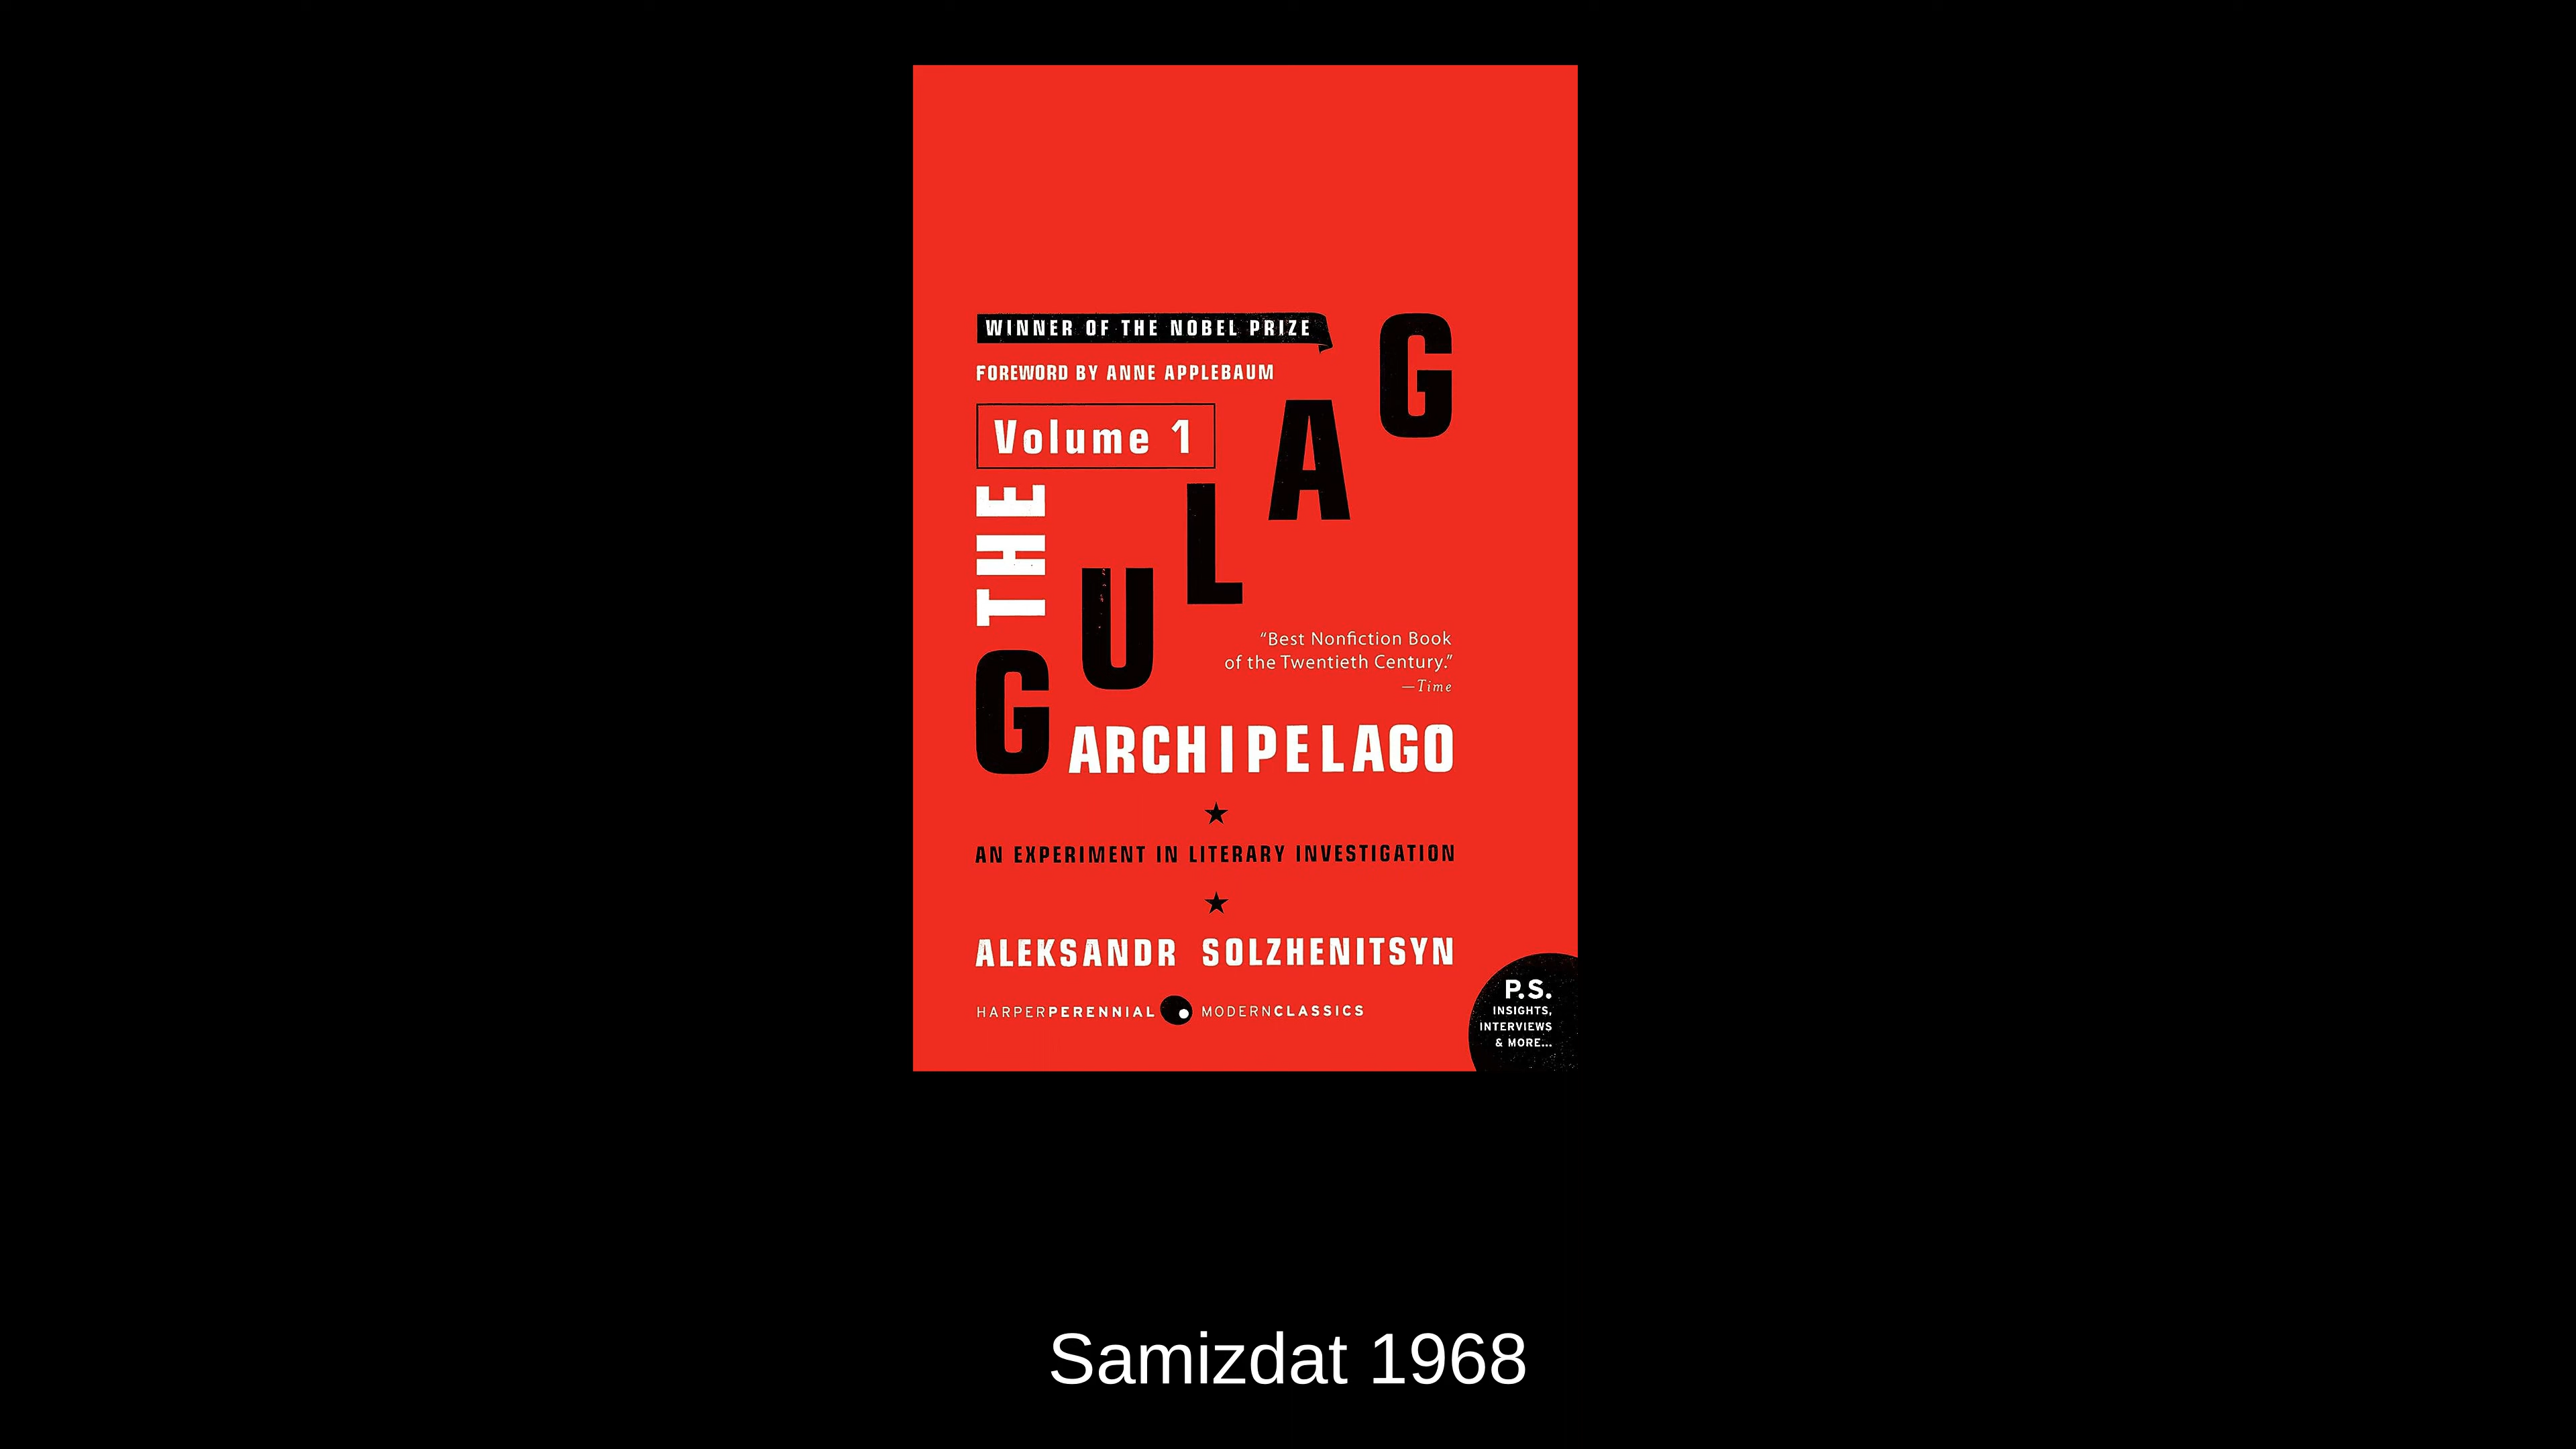 WINNER OF THE NOBEL PRIZE
FOREWORD BY ANNE APPLEBAUM
Volume 1
THE
GULAG
ARCHIPELAGO
“Best Nonfiction Book
of the Twentieth Century.”
—Time
AN EXPERIMENT IN LITERARY INVESTIGATION
ALEKSANDR SOLZHENITSYN
HARPERPERENNIAL MODERNCLASSICS
P.S.
INSIGHTS,
INTERVIEWS
& MORE...
Samizdat 1968